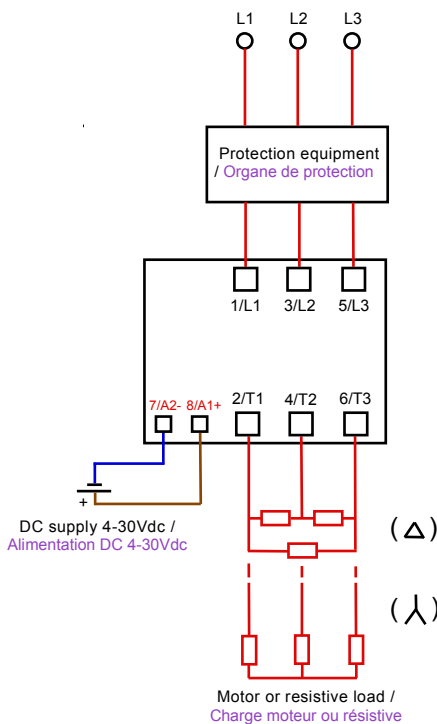 L1 L2 L3
Protection equipment
/ Organe de protection
1/L1 3/L2 5/L3
7/A2- 8/A1+ 2/T1 4/T2 6/T3
+
DC supply 4-30Vdc /
Alimentation DC 4-30Vdc
(Δ)
(⅄)
Motor or resistive load /
Charge moteur ou résistive